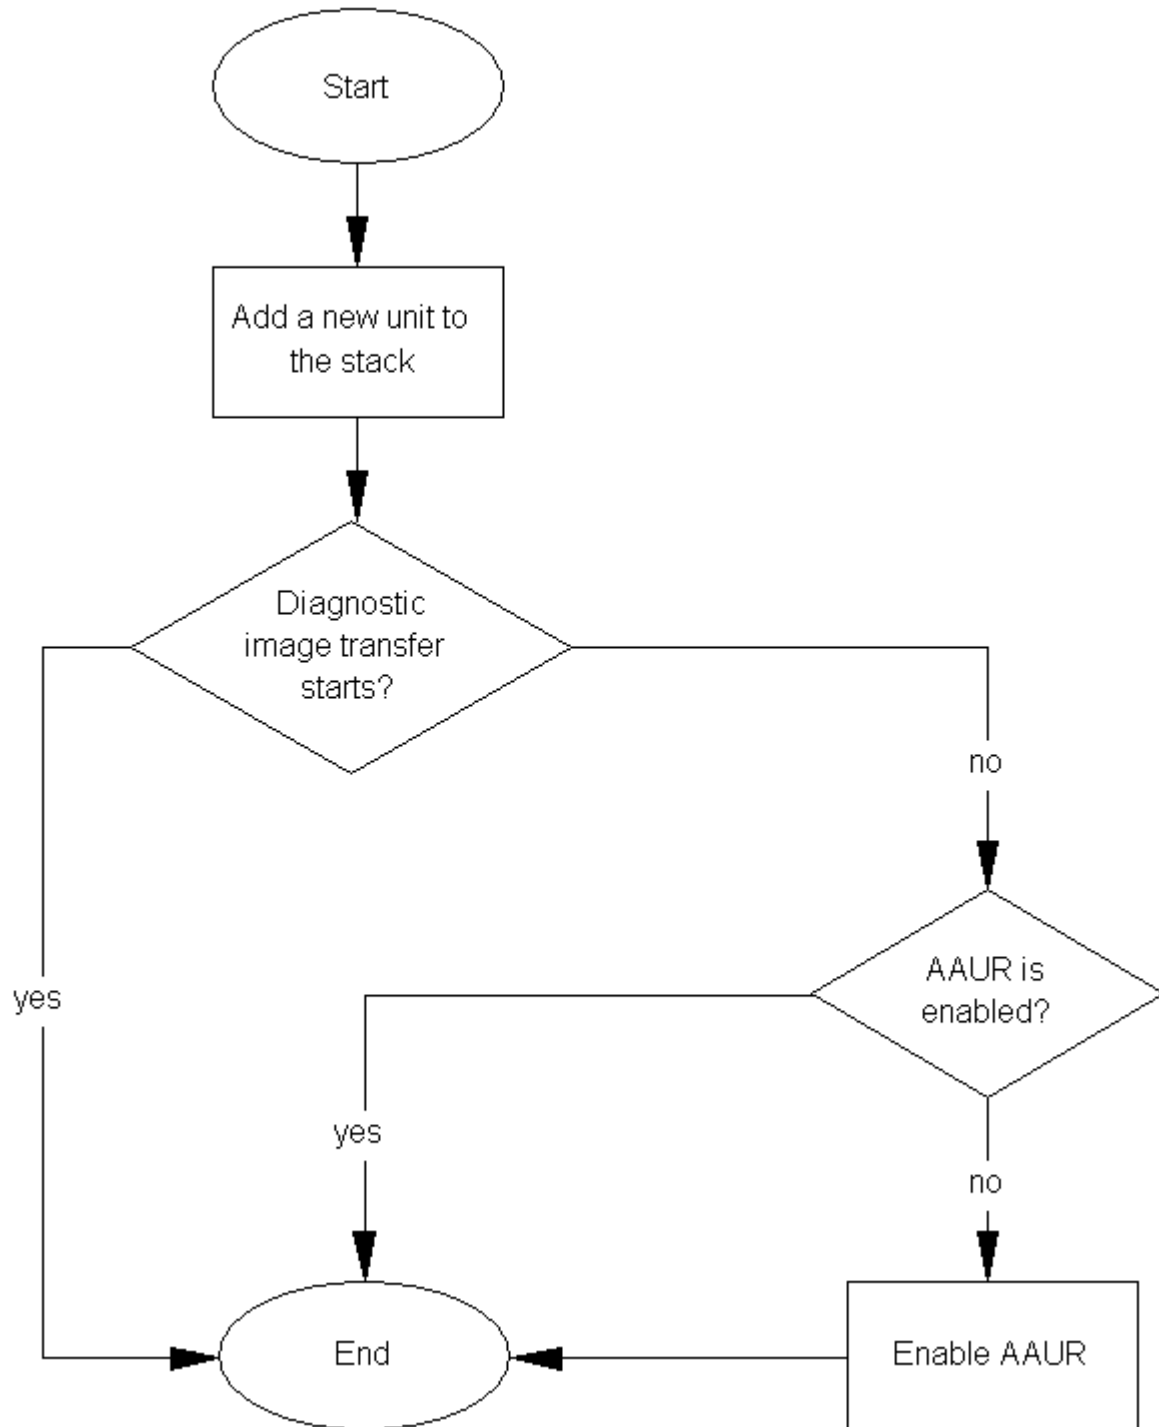 Start
Add a new unit to
the stack
Diagnostic
image transfer
starts?
no
yes
AAUR is
enabled?
yes
no
End
Enable AAUR